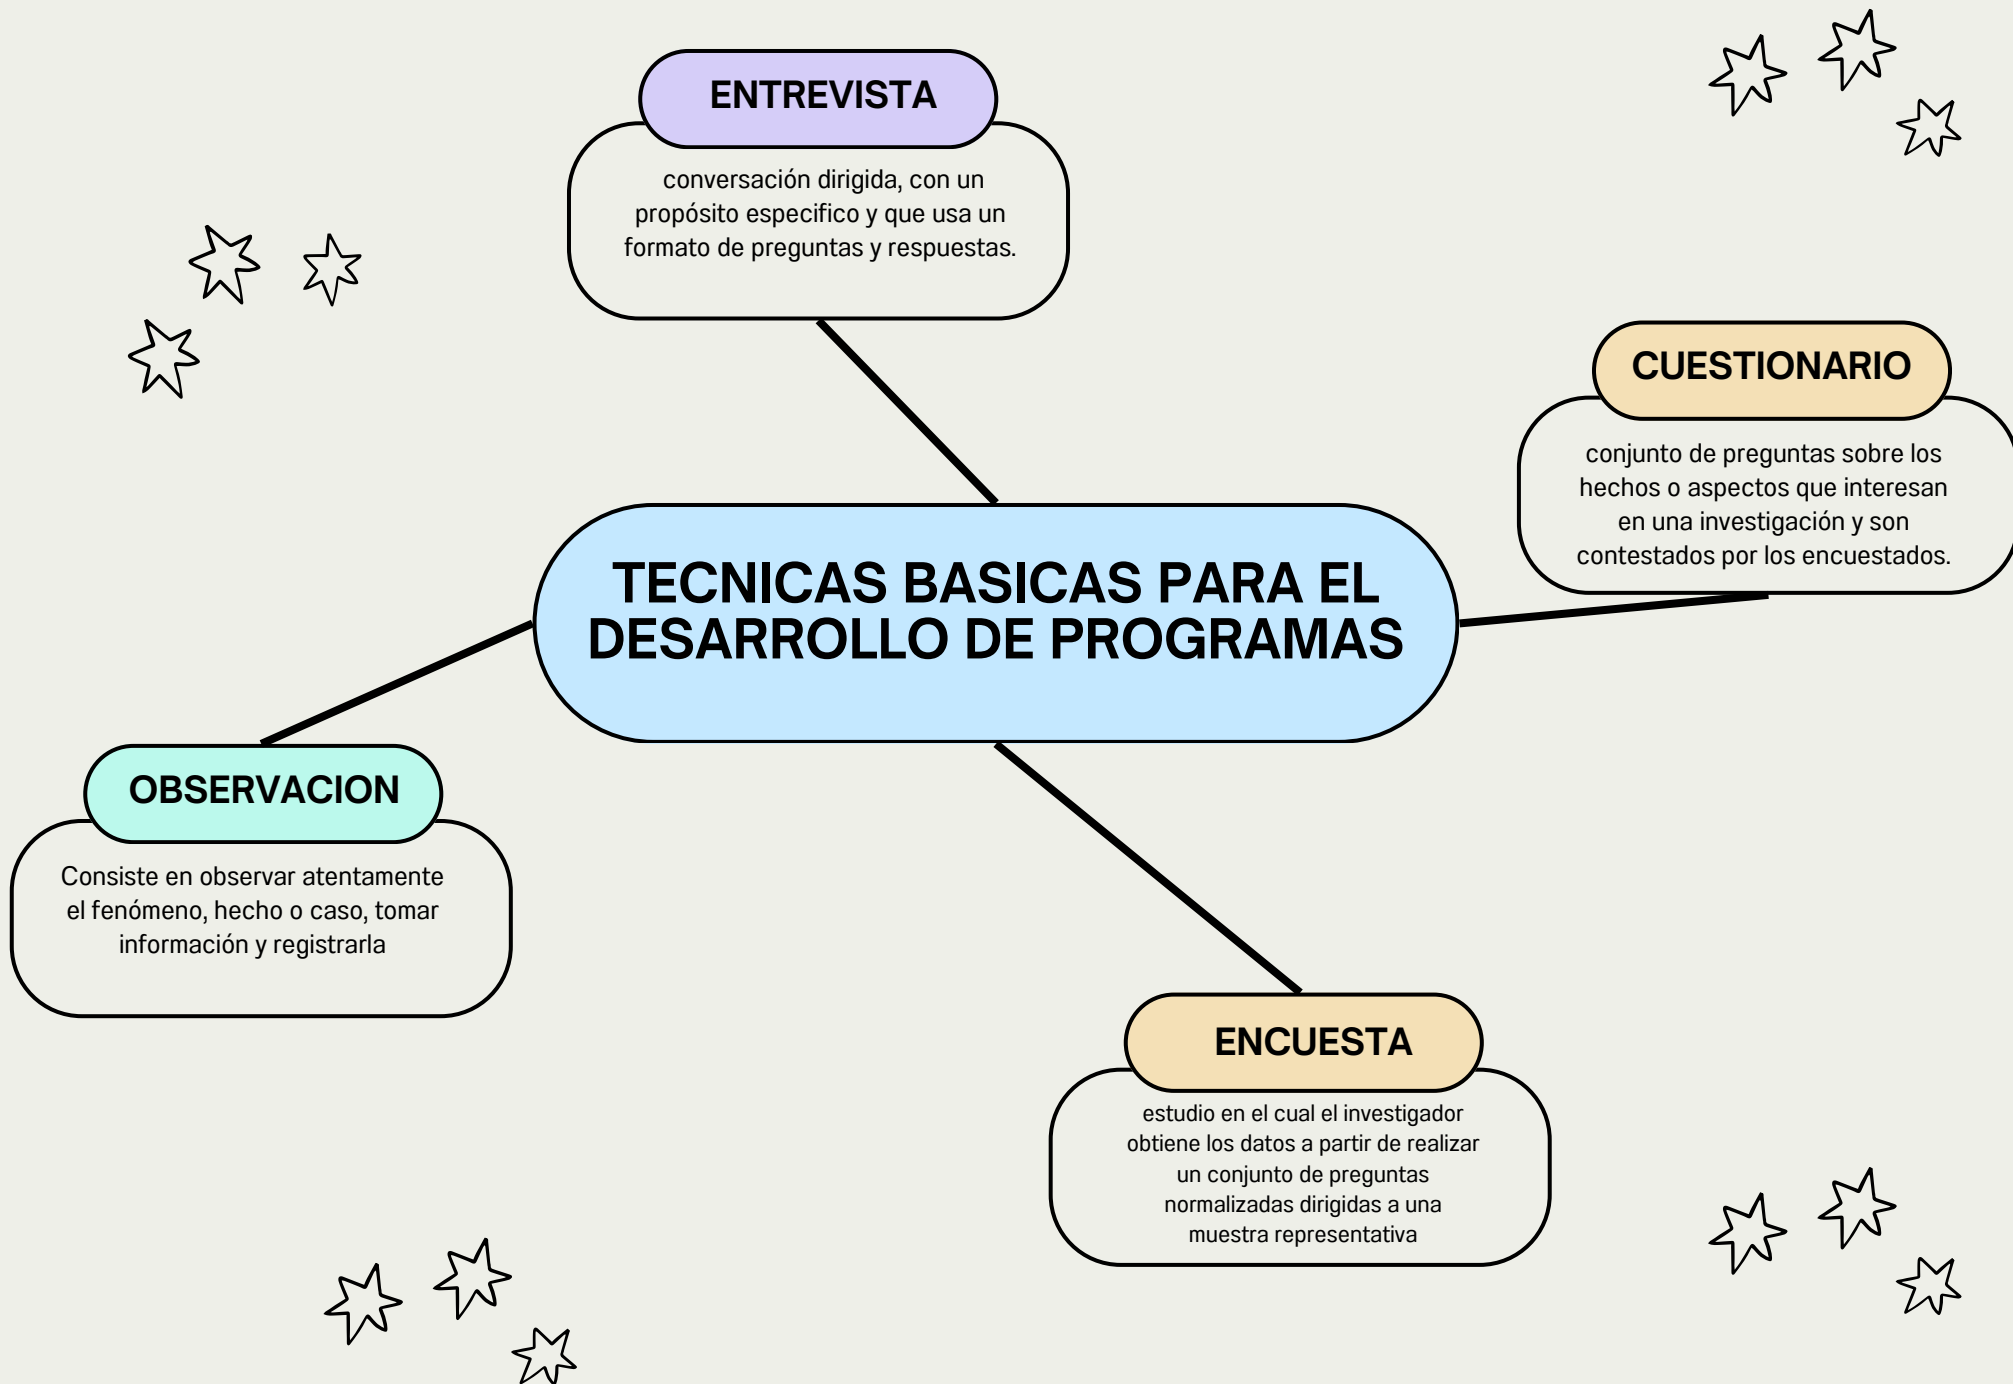 ENTREVISTA
conversación dirigida, con un
propósito especifico y que usa un
formato de preguntas y respuestas.
CUESTIONARIO
conjunto de preguntas sobre los
hechos o aspectos que interesan
en una investigación y son
contestados por los encuestados.
TECNICAS BASICAS PARA EL
DESARROLLO DE PROGRAMAS
OBSERVACION
Consiste en observar atentamente
el fenómeno, hecho o caso, tomar
información y registrarla
ENCUESTA
estudio en el cual el investigador
obtiene los datos a partir de realizar
un conjunto de preguntas
normalizadas dirigidas a una
muestra representativa